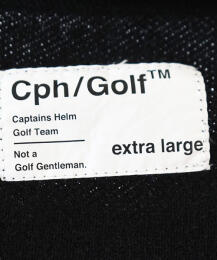 Cph/Golf™
Captains Helm
Golf Team
Not a
Golf Gentleman.
extra large